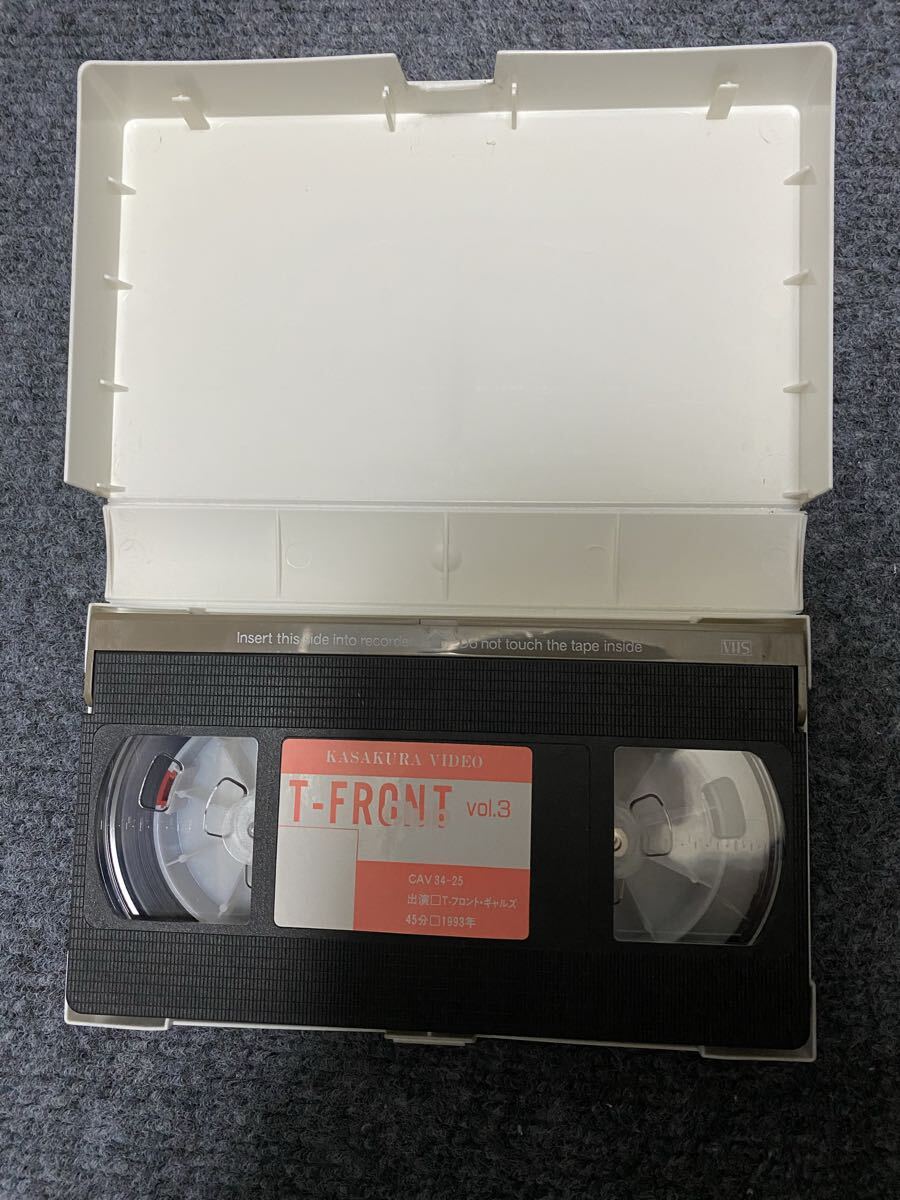 Insert this side into recorder Do not touch the tape inside
VHS
KASAKURA VIDEO
T-FRONT vol.3
CAV 34-25
出演□T-フロント・ギャルズ
45分□1993年